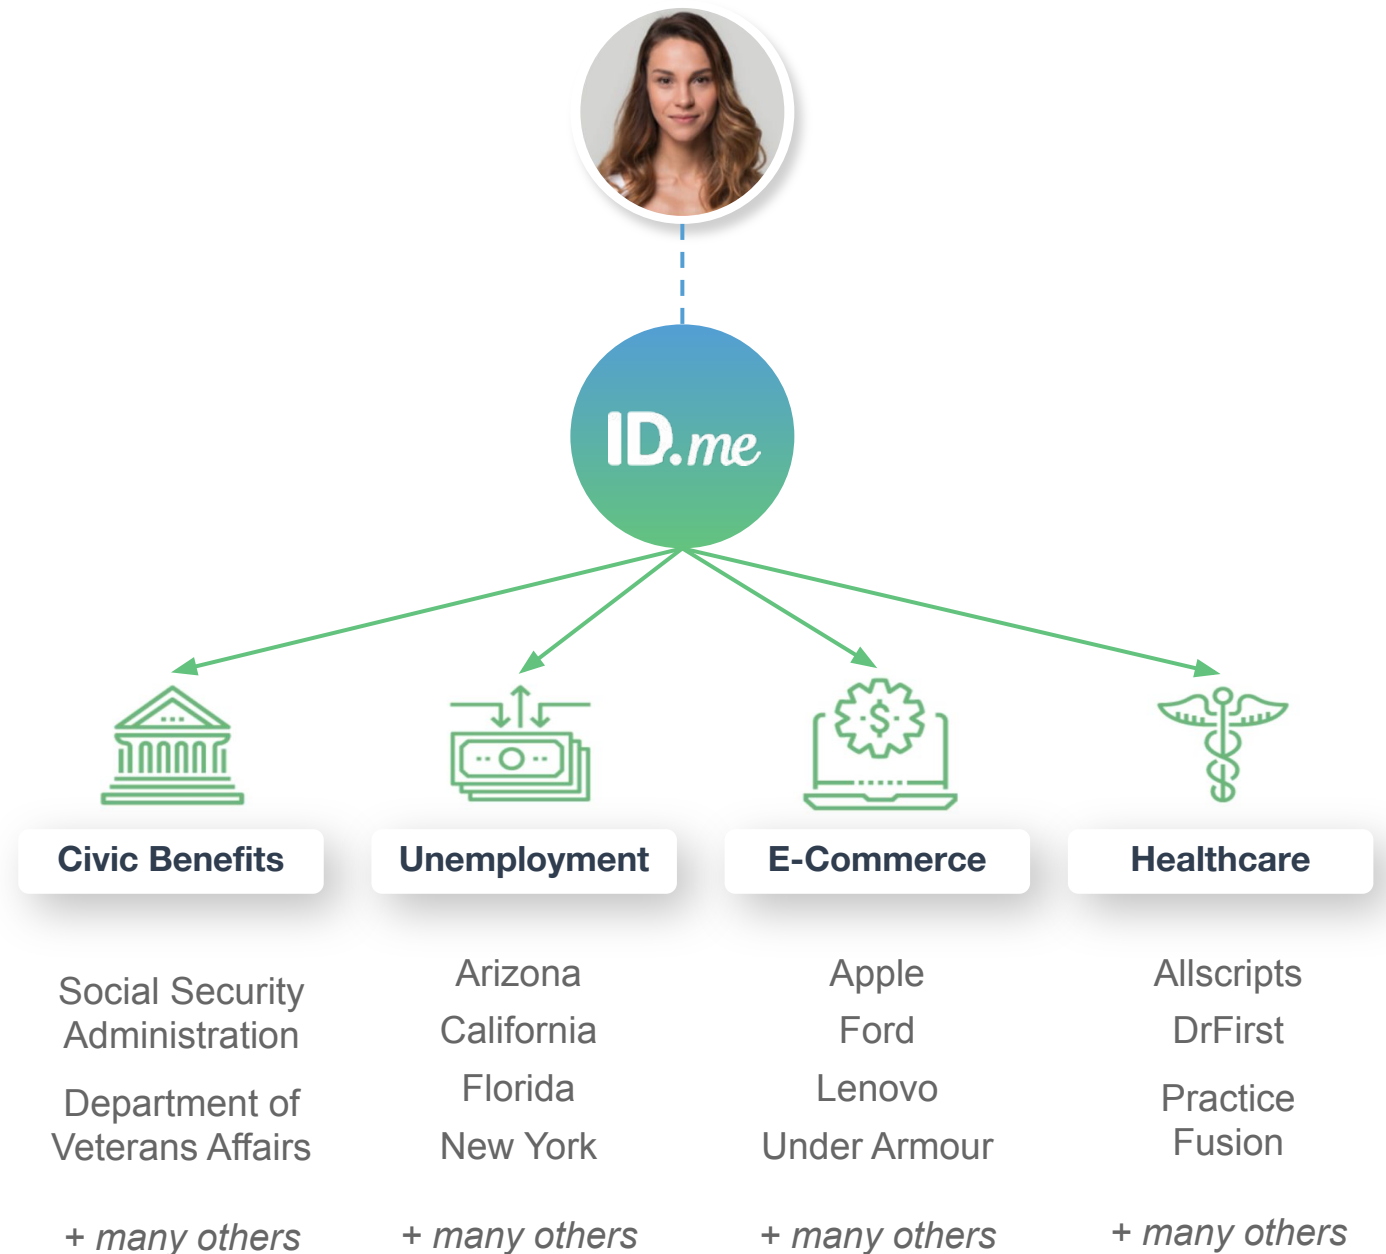 ID.me
Civic Benefits
Social Security
Administration
Department of
Veterans Affairs
+ many others
Unemployment
Arizona
California
Florida
New York
+ many others
E-Commerce
$
Apple
Ford
Lenovo
Under Armour
+ many others
Healthcare
Allscripts
DrFirst
Practice
Fusion
+ many others